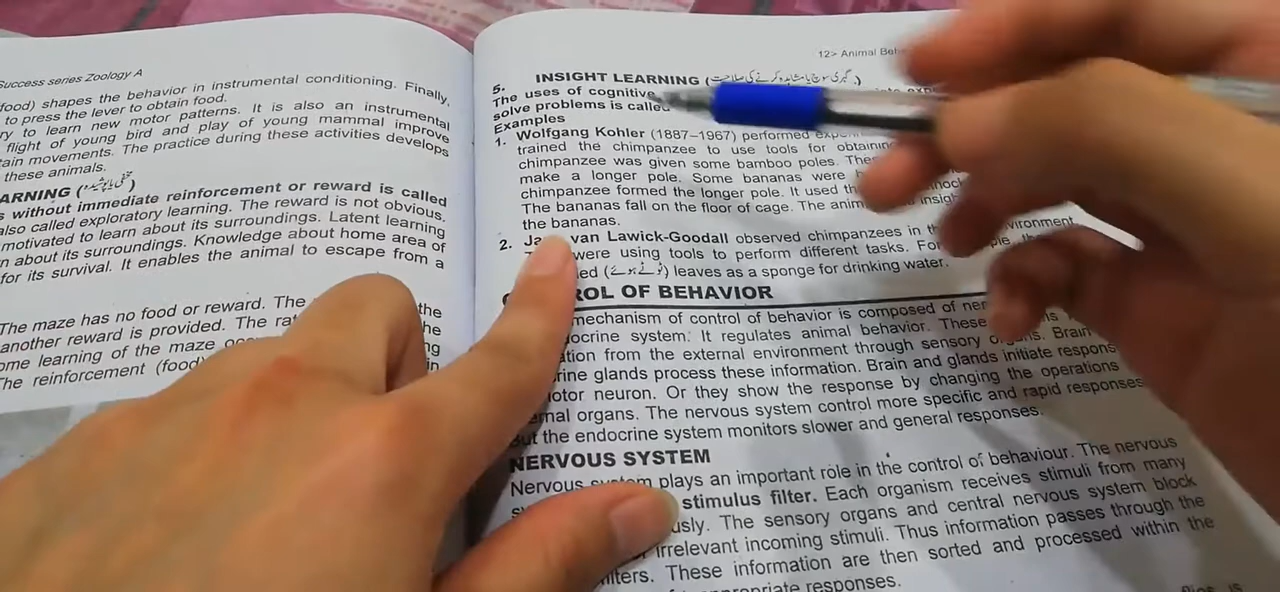 Success series Zoology A
food) shapes the behavior in instrumental conditioning. Finally,
to press the lever to obtain food.
ry to learn new motor patterns. It is also an instrumental
flight of young bird and play of young mammal improve
tain movements. The practice during these activities develops
these animals.
ARNING (
s without immediate reinforcement or reward is called
also called exploratory learning. The reward is not obvious,
motivated to learn about its surroundings. Latent learning
n about its surroundings. Knowledge about home area of
for its survival. It enables the animal to escape from a
The maze has no food or reward. The the
another reward is provided. The he
ome learning of the maze ng
he reinforcement (food) in
12> Animal
5. INSIGHT LEARNING (
The uses of cognitive
solve problems is called
Examples
1. Wolfgang Kohler (1887–1967) performed
trained the chimpanzee to use tools for
chimpanzee was given some bamboo poles.
make a longer pole. Some bananas were
chimpanzee formed the longer pole. It used
The bananas fall on the floor of cage. The
the bananas.
2. van Lawick-Goodall observed chimpanzees in
were using tools to perform different tasks.
leaves as a sponge for drinking water.
ROL OF BEHAVIOR
mechanism of control of behavior is composed of
docrine system. It regulates animal behavior. These
ation from the external environment through sensory Brain
rine glands process these information. Brain and glands initiate
otor neuron. Or they show the response by changing the operations
ernal organs. The nervous system control more specific and rapid responses
But the endocrine system monitors slower and general responses.
NERVOUS SYSTEM
Nervous system plays an important role in the control of behaviour. The nervous
stimulus filter. Each organism receives stimuli from many
usly. The sensory organs and central nervous system block
irrelevant incoming stimuli. Thus information passes through the
filters. These information are then sorted and processed within the
appropriate responses.